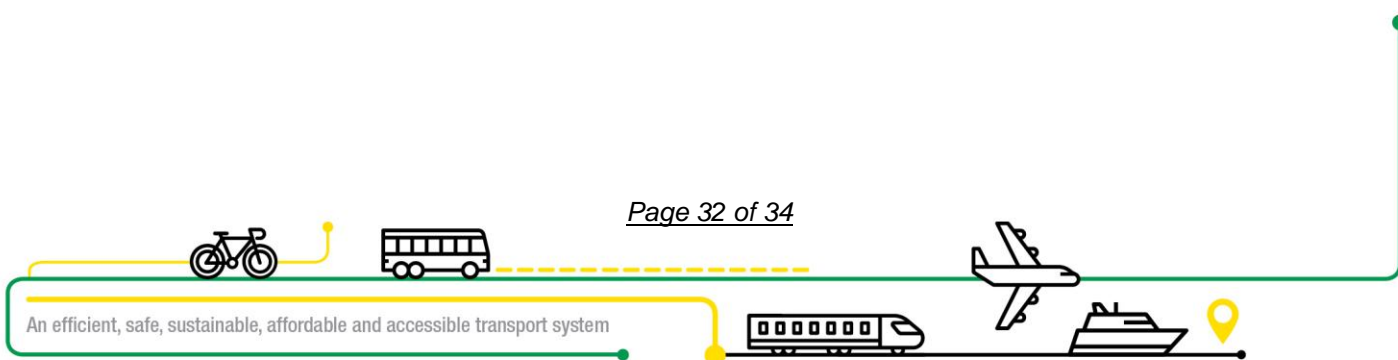 Page 32 of 34
An efficient, safe, sustainable, affordable and accessible transport system